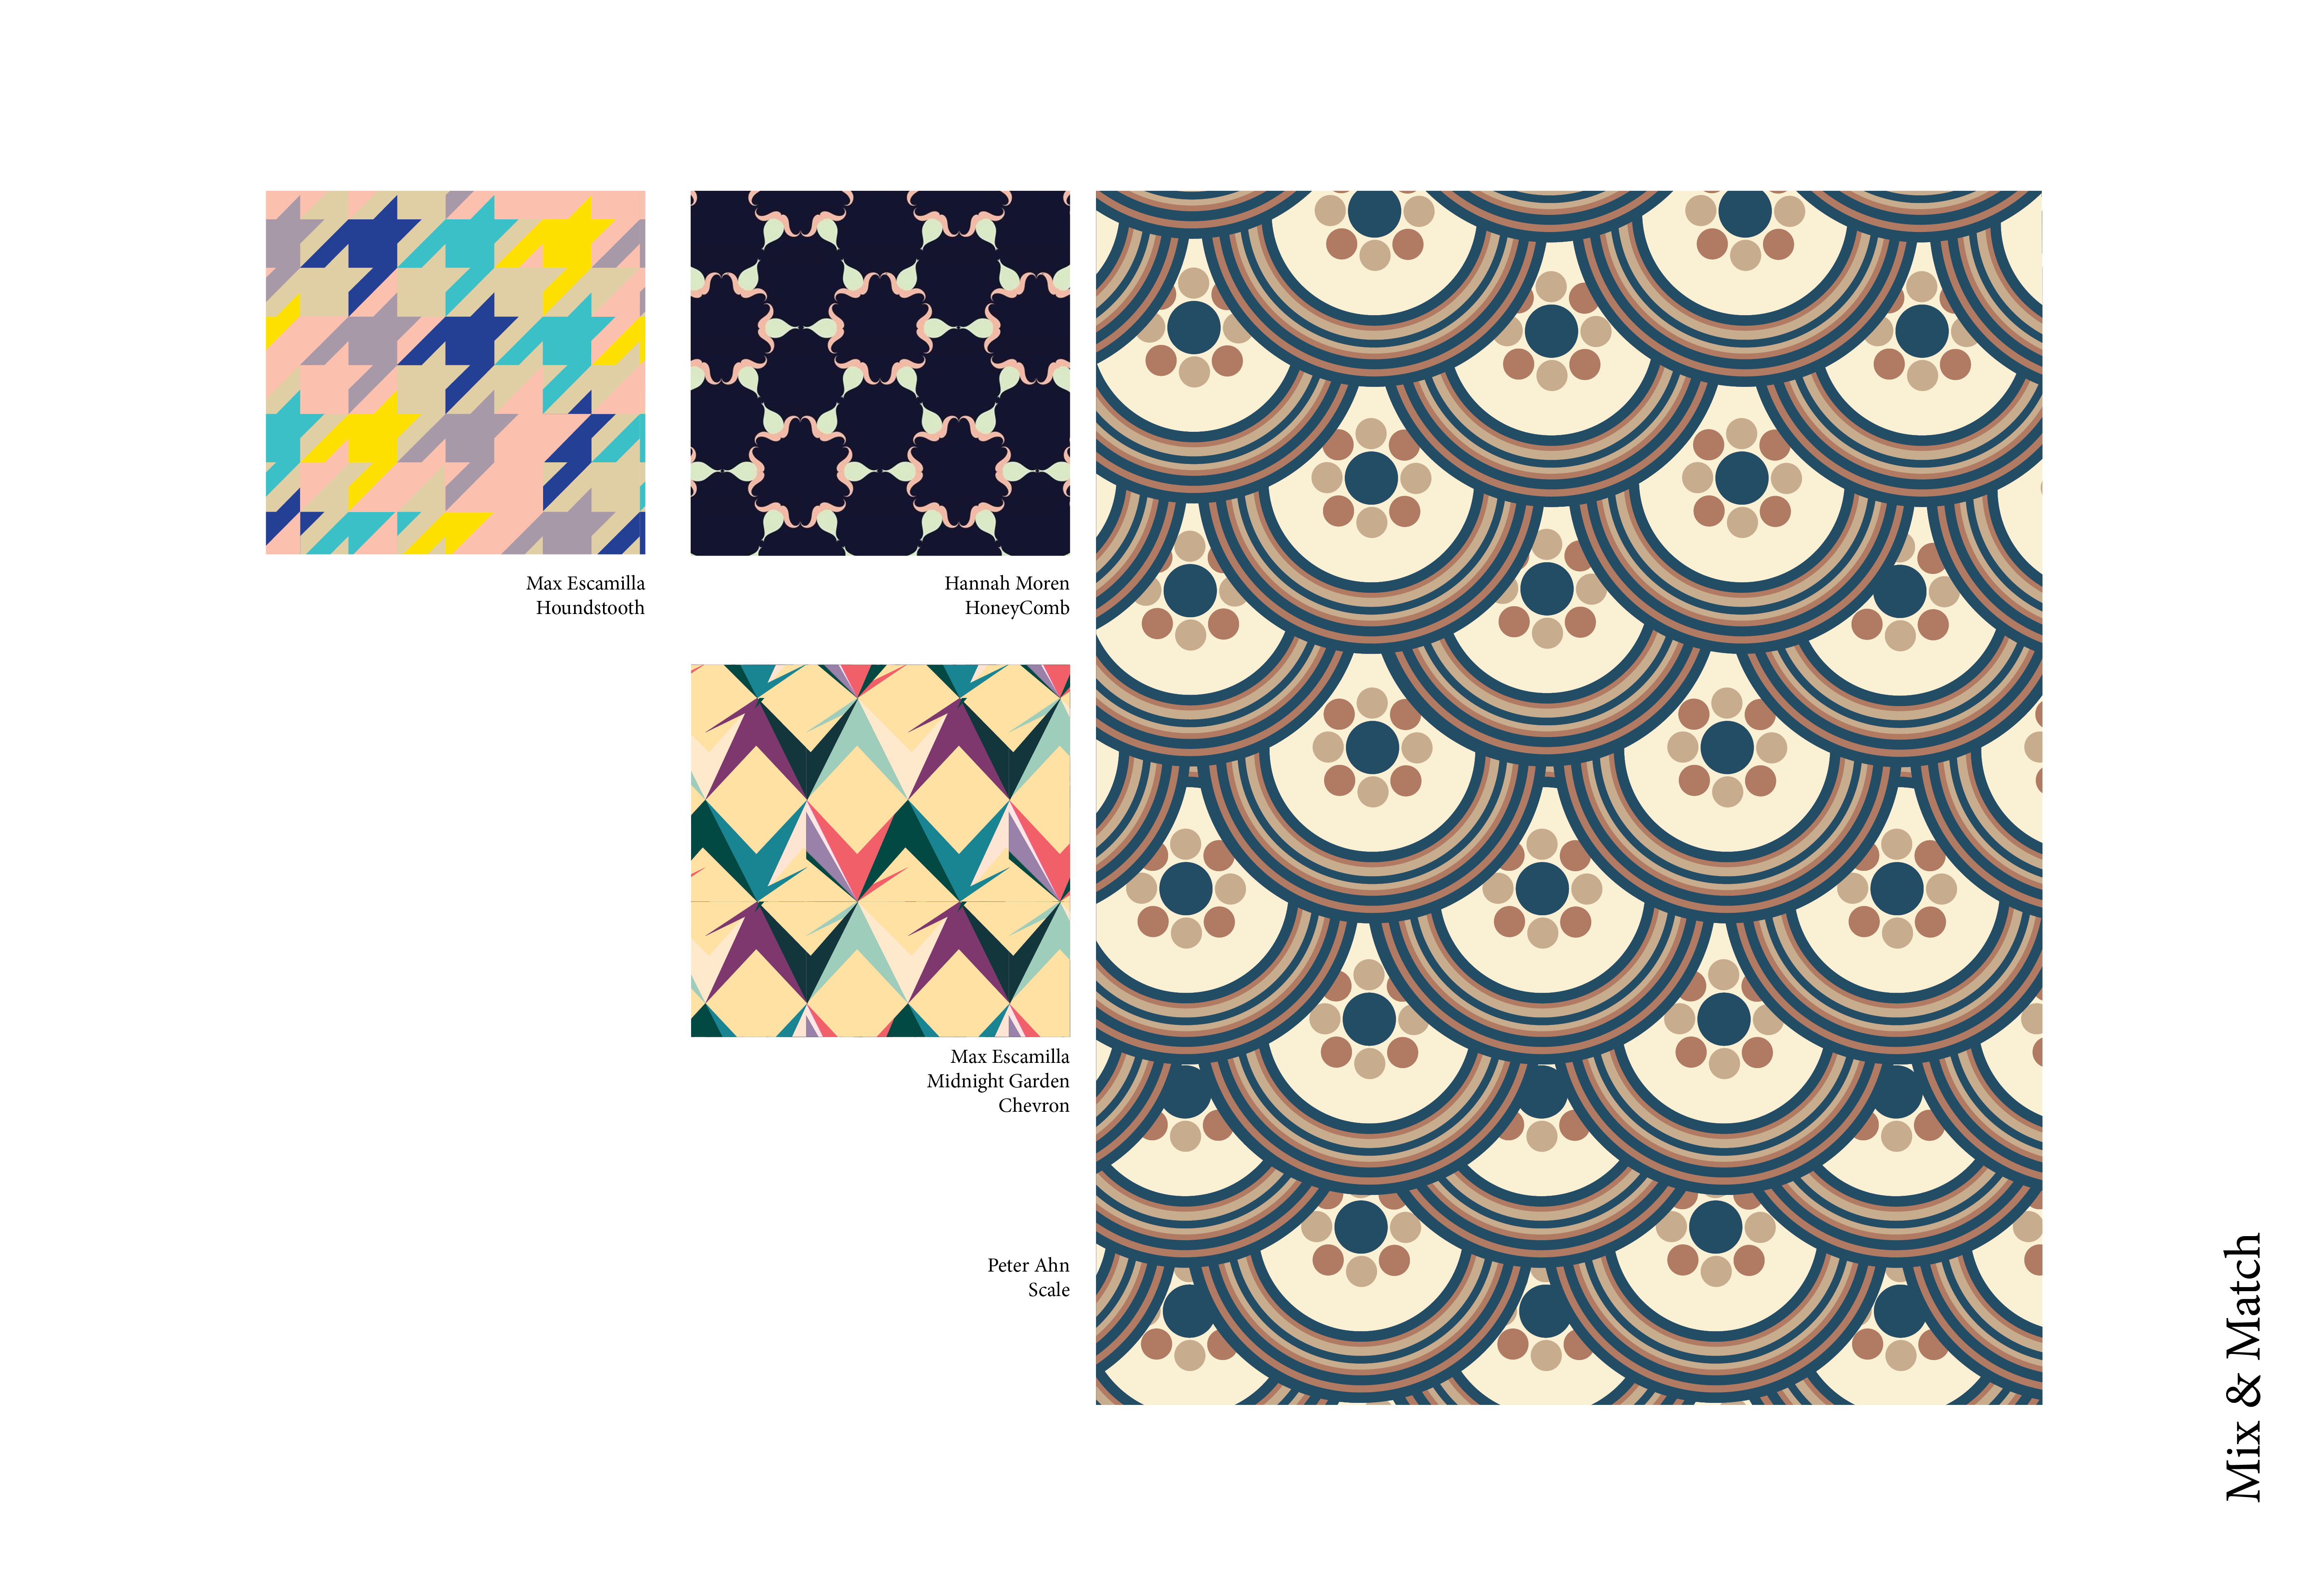 Max Escamilla
Houndstooth
Hannah Moren
HoneyComb
Max Escamilla
Midnight Garden
Chevron
Peter Ahn
Scale
Mix & Match